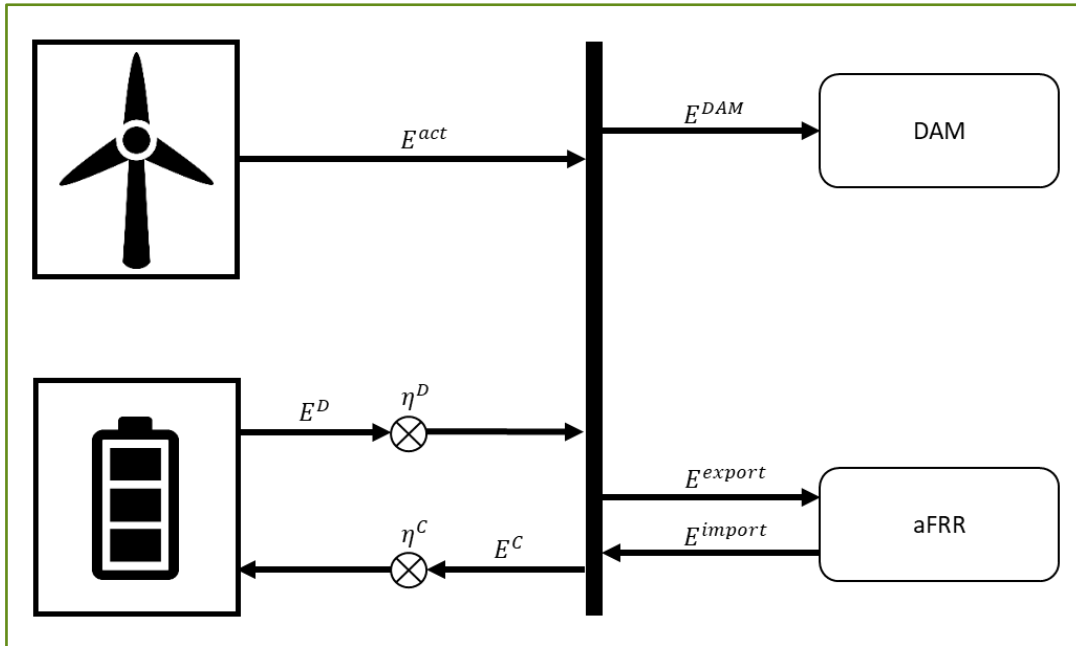 E^{DAM}
DAM
E^{act}
E^{D}
η^{D}
E^{export}
aFRR
E^{import}
η^{C}
E^{C}